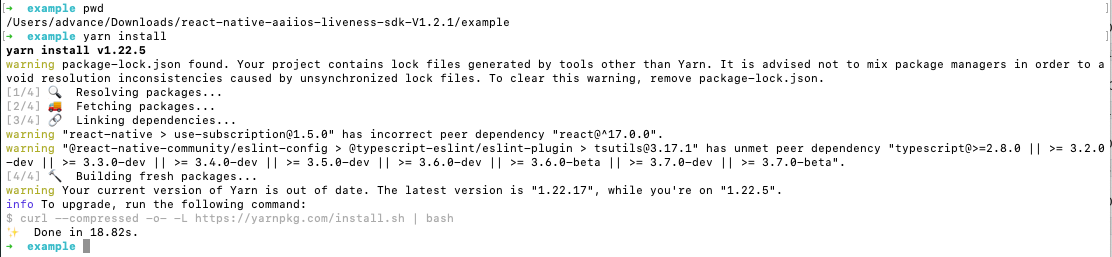 [➜  example pwd
/Users/advance/Downloads/react-native-aaiios-liveness-sdk-V1.2.1/example
[➜  example yarn install
yarn install v1.22.5
warning package-lock.json found. Your project contains lock files generated by tools other than Yarn. It is advised not to mix package managers in order to a
void resolution inconsistencies caused by unsynchronized lock files. To clear this warning, remove package-lock.json.
[1/4] 🔍  Resolving packages...
[2/4] 🚚  Fetching packages...
[3/4] 🔗  Linking dependencies...
warning "react-native > use-subscription@1.5.0" has incorrect peer dependency "react@^17.0.0".
warning "@react-native-community/eslint-config > @typescript-eslint/eslint-plugin > tsutils@3.17.1" has unmet peer dependency "typescript@>=2.8.0 || >= 3.2.0
-dev || >= 3.3.0-dev || >= 3.4.0-dev || >= 3.5.0-dev || >= 3.6.0-dev || >= 3.6.0-beta || >= 3.7.0-dev || >= 3.7.0-beta".
[4/4] 🔨  Building fresh packages...
warning Your current version of Yarn is out of date. The latest version is "1.22.17", while you're on "1.22.5".
info To upgrade, run the following command:
$ curl --compressed -o- -L https://yarnpkg.com/install.sh | bash
✨  Done in 18.82s.
➜  example